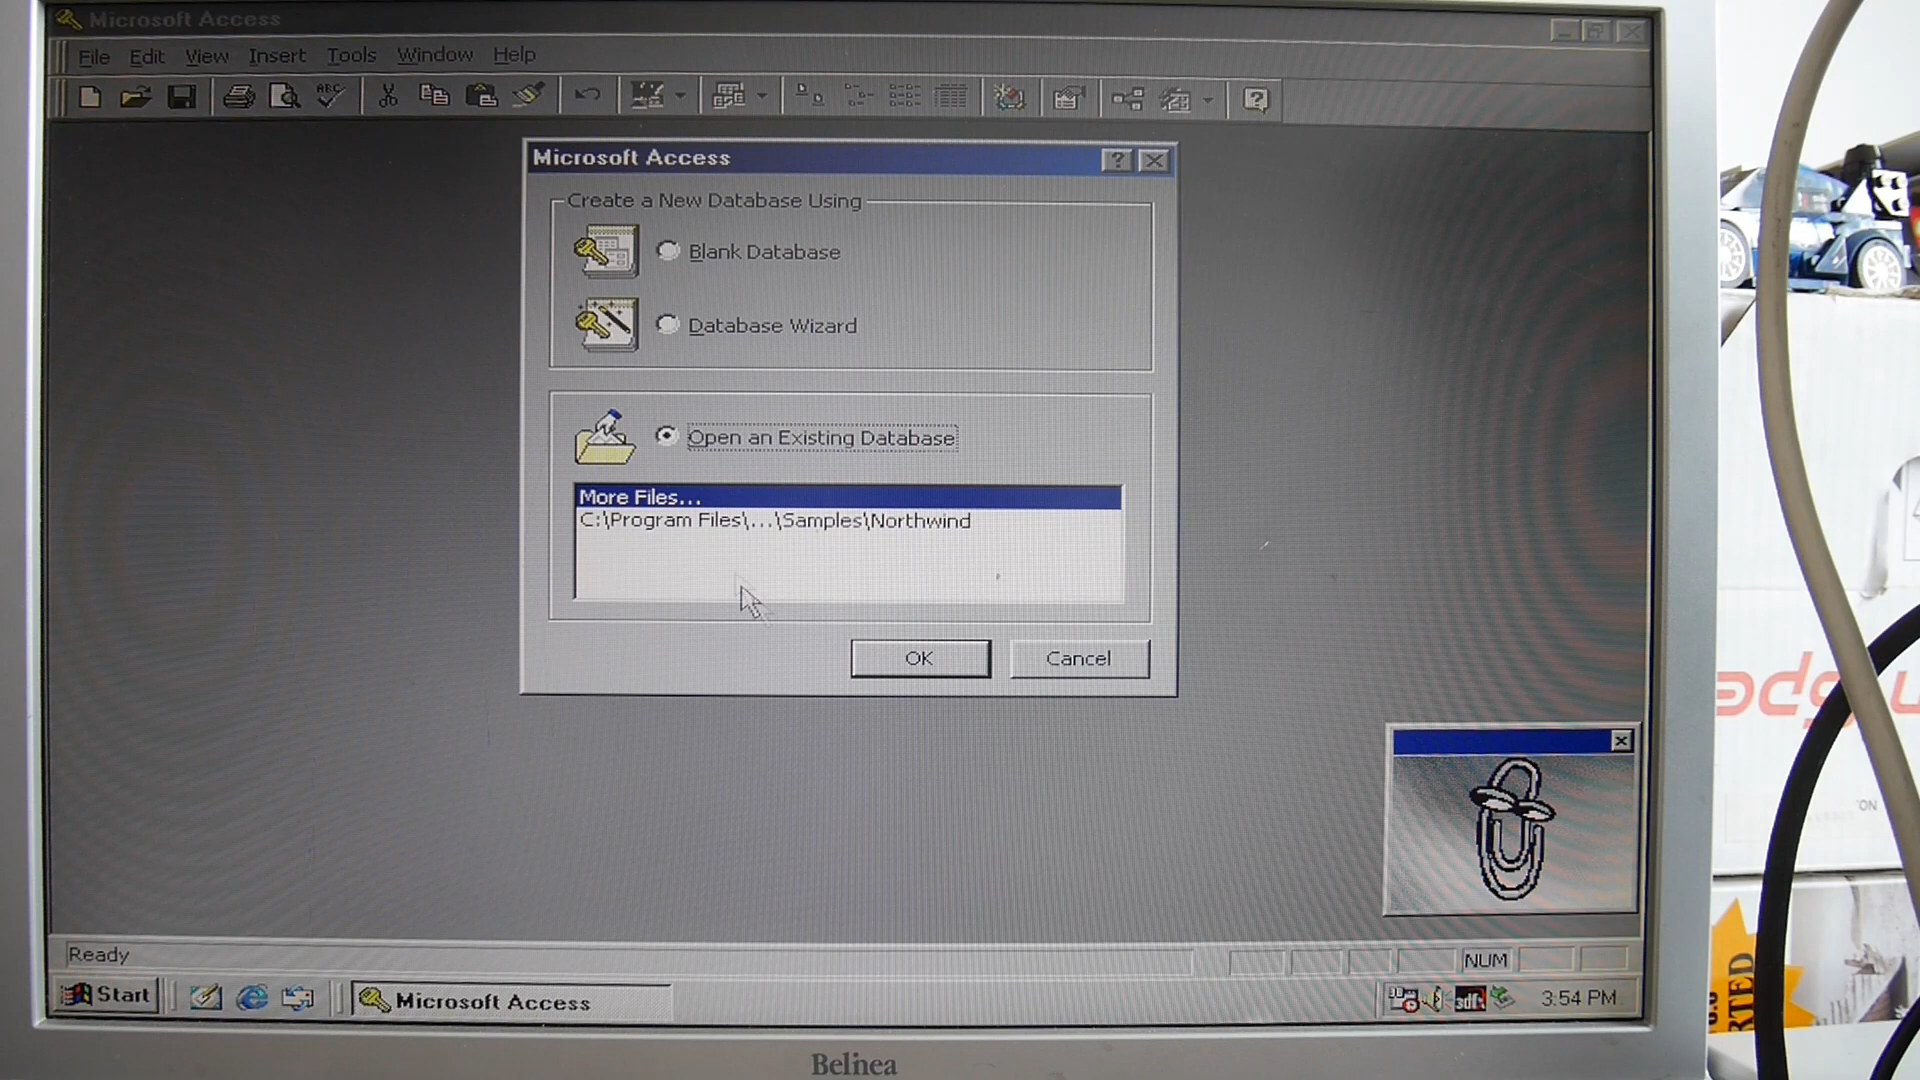 Microsoft Access
File Edit View Insert Tools Window Help
ABC
Microsoft Access
Create a New Database Using
Blank Database
Database Wizard
Open an Existing Database
More Files...
C:\Program Files\...\Samples\Northwind
OK Cancel
Ready
NUM
Start
Microsoft Access
3dfx
3:54 PM
Belinea